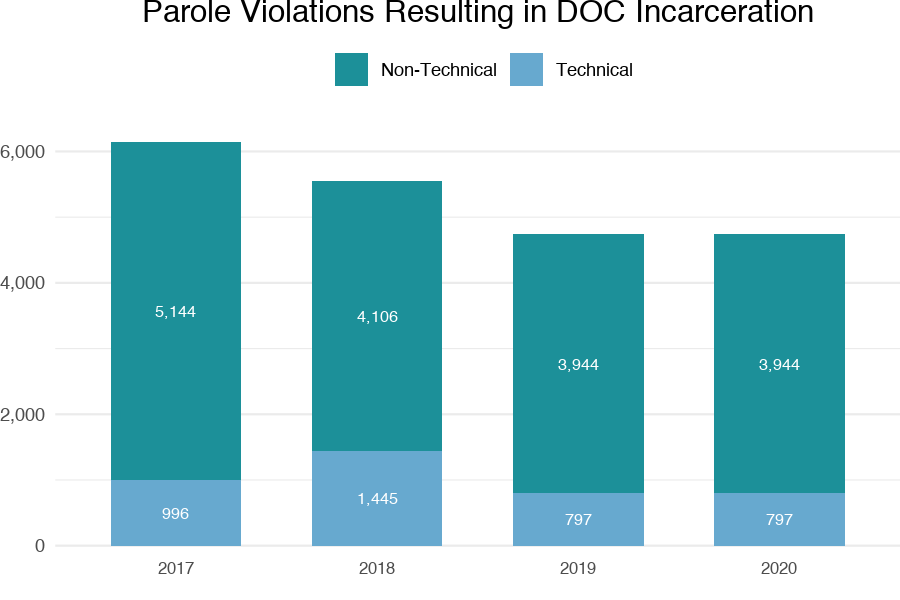 Parole Violations Resulting in DOC Incarceration
Non-Technical Technical
6,000
4,000
2,000
0
5,144 4,106 3,944 3,944
996 1,445 797 797
2017 2018 2019 2020